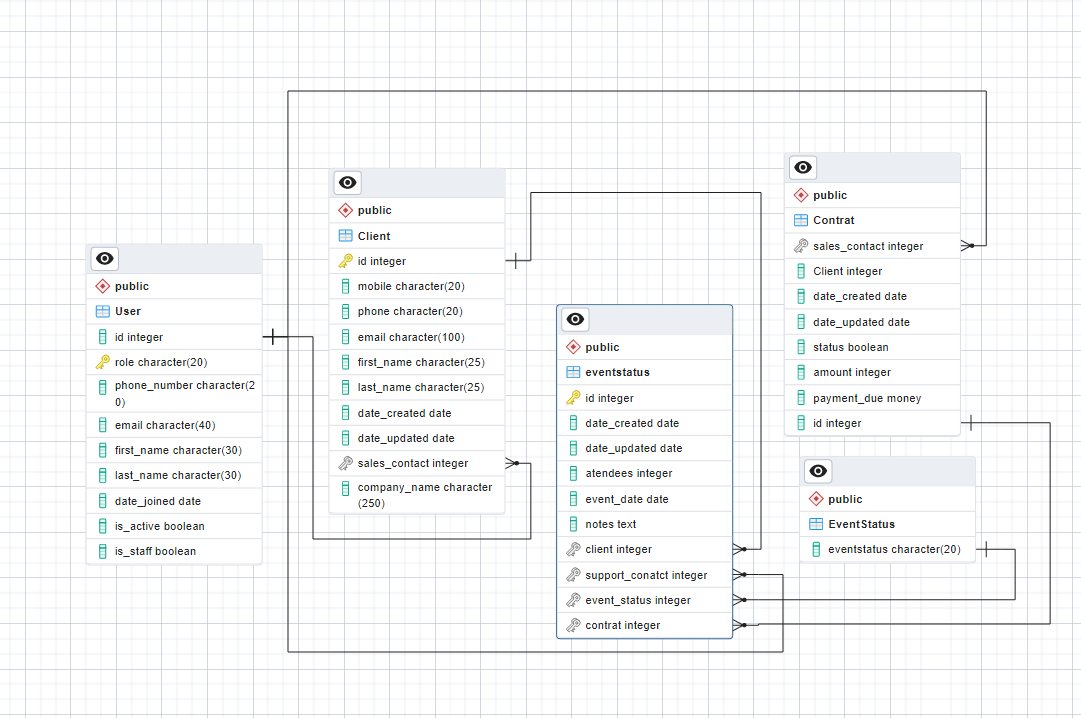 public
User
id integer
role character(20)
phone_number character(2
0)
email character(40)
first_name character(30)
last_name character(30)
date_joined date
is_active boolean
is_staff boolean
public
Client
id integer
mobile character(20)
phone character(20)
email character(100)
first_name character(25)
last_name character(25)
date_created date
date_updated date
sales_contact integer
company_name character
(250)
public
eventstatus
id integer
date_created date
date_updated date
atendees integer
event_date date
notes text
client integer
support_conatct integer
event_status integer
contrat integer
public
Contrat
sales_contact integer
Client integer
date_created date
date_updated date
status boolean
amount integer
payment_due money
id integer
public
EventStatus
eventstatus character(20)